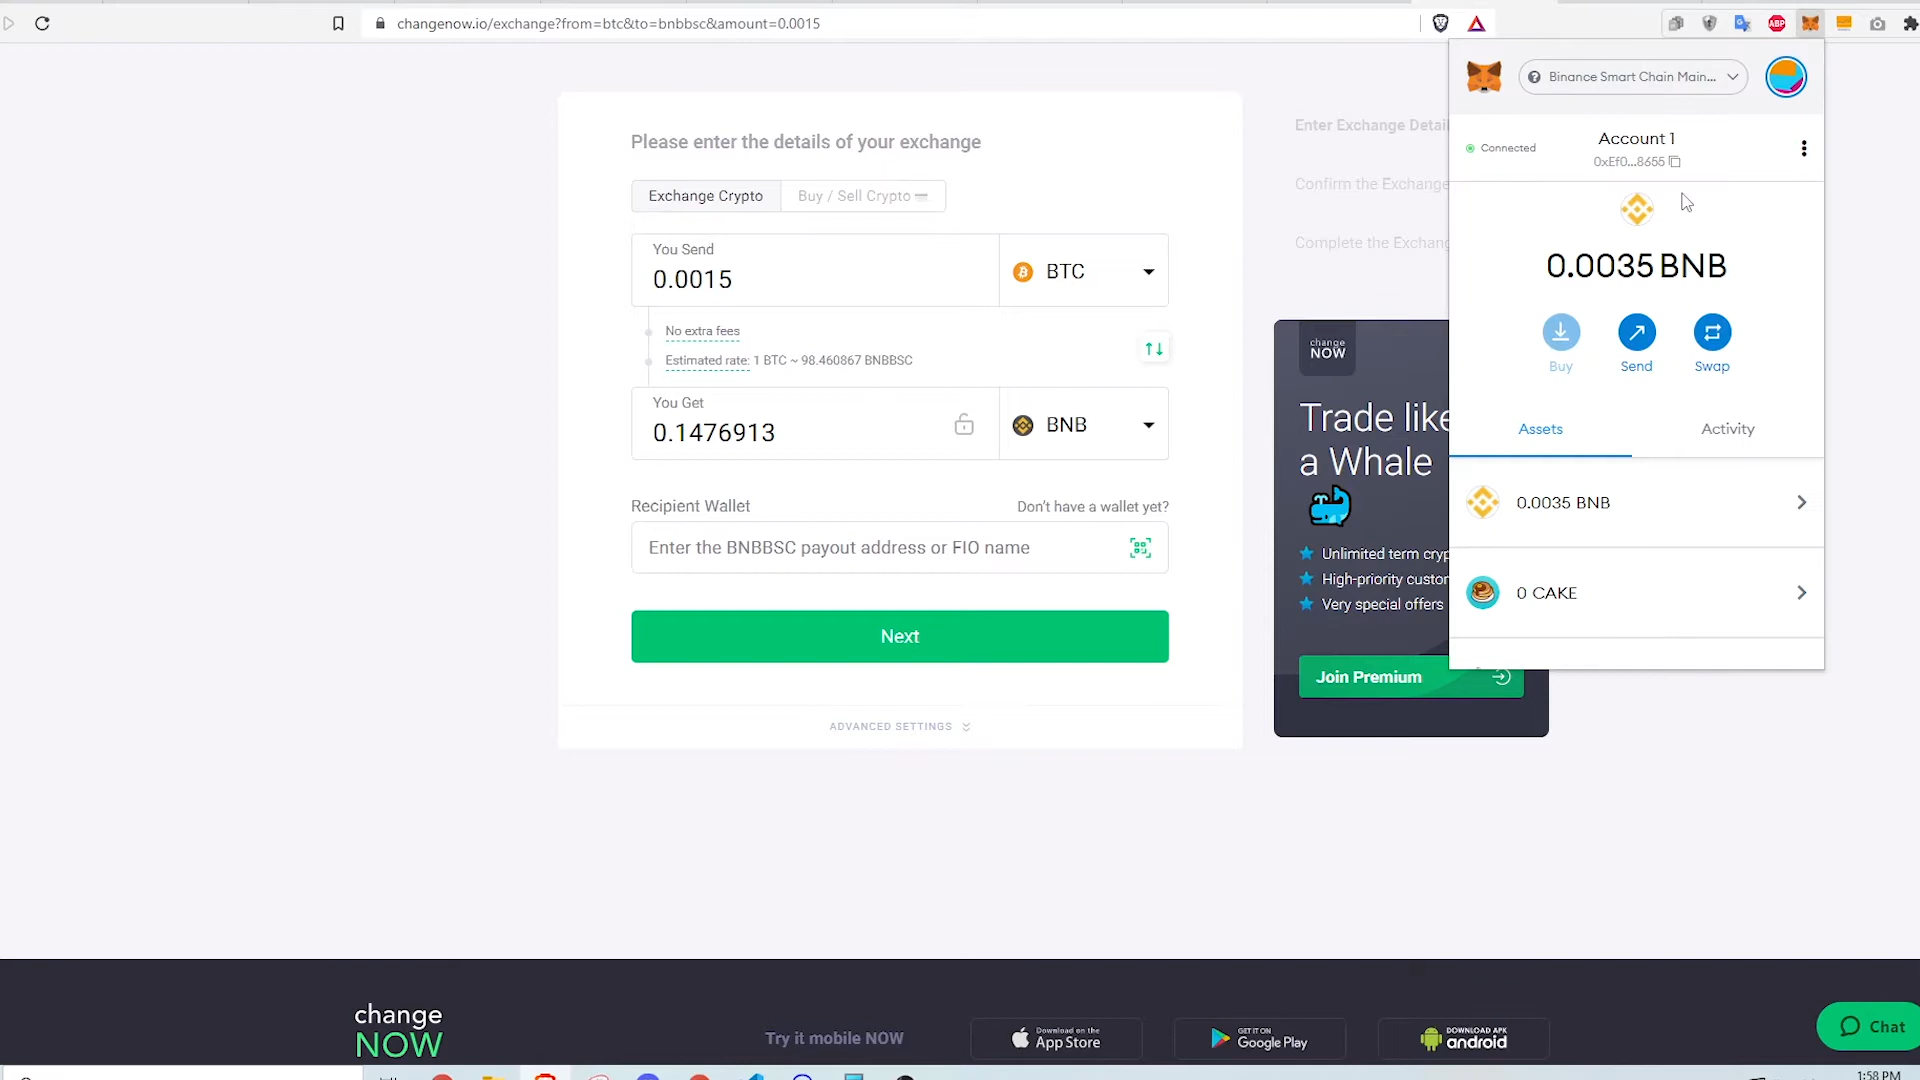 changenow.io/exchange?from=btc&to=bnbbsc&amount=0.0015
ABP
Please enter the details of your exchange
Exchange Crypto
Buy / Sell Crypto
You Send
0.0015
BTC
No extra fees
Estimated rate: 1 BTC ~ 98.460867 BNBBSC
You Get
0.1476913
BNB
Recipient Wallet
Don't have a wallet yet?
Enter the BNBBSC payout address or FIO name
Next
ADVANCED SETTINGS
Enter Exchange Detail
Confirm the Exchange
Complete the Exchang
change
NOW
Trade like
a Whale
Unlimited term cryp
High-priority custor
Very special offers
Join Premium
Binance Smart Chain Main...
Connected
Account 1
0xEf0...8655
0.0035 BNB
Buy
Send
Swap
Assets
Activity
0.0035 BNB
0 CAKE
change
NOW
Try it mobile NOW
Download on the
App Store
GET IT ON
Google Play
DOWNLOAD APK
android
Chat
1:58 PM